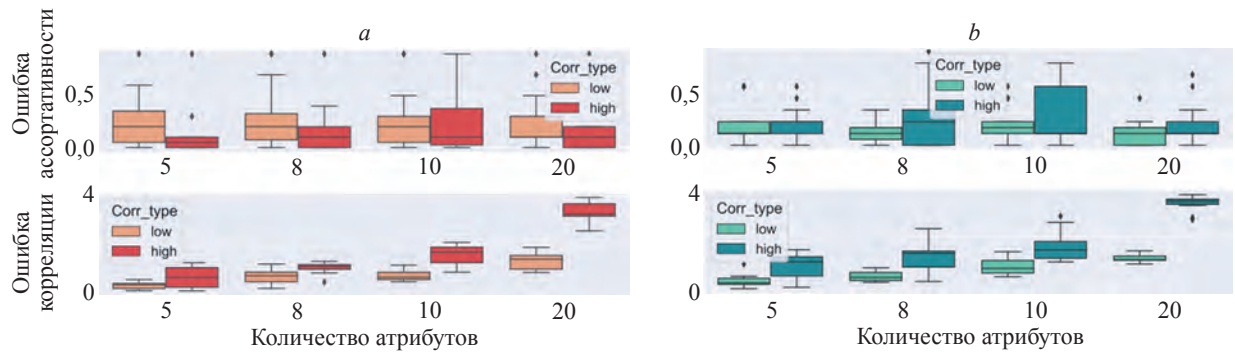 a
b
Ошибка
ассортативности
0,5
0,0
Corr_type
low
high
5
8
10
20
0,5
0,0
Corr_type
low
high
5
8
10
20
Ошибка
корреляции
4
0
Corr_type
low
high
5
8
10
20
Количество атрибутов
4
0
Corr_type
low
high
5
8
10
20
Количество атрибутов